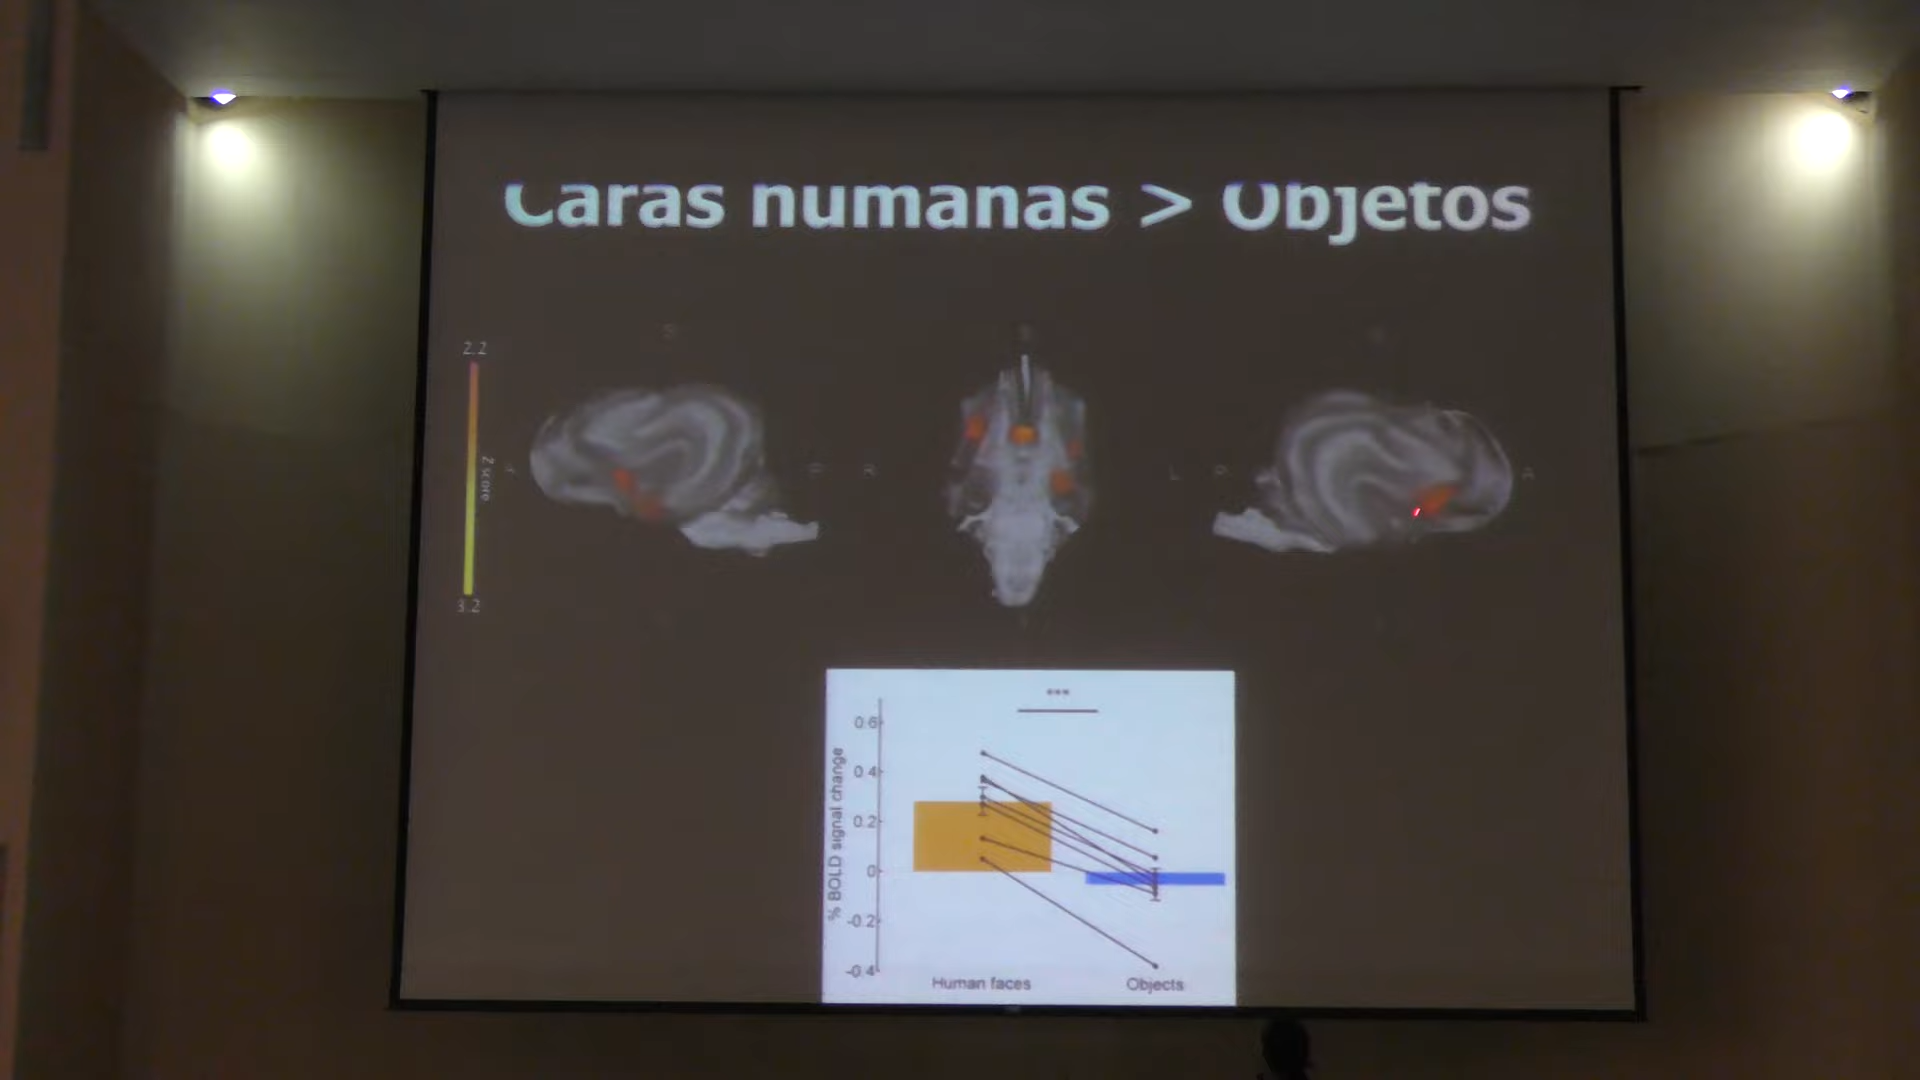 Caras humanas > Objetos
2.2
Z score
3.2
R
L
P
A
***
% BOLD signal change
0.6
0.4
0.2
0
-0.2
-0.4
Human faces
Objects